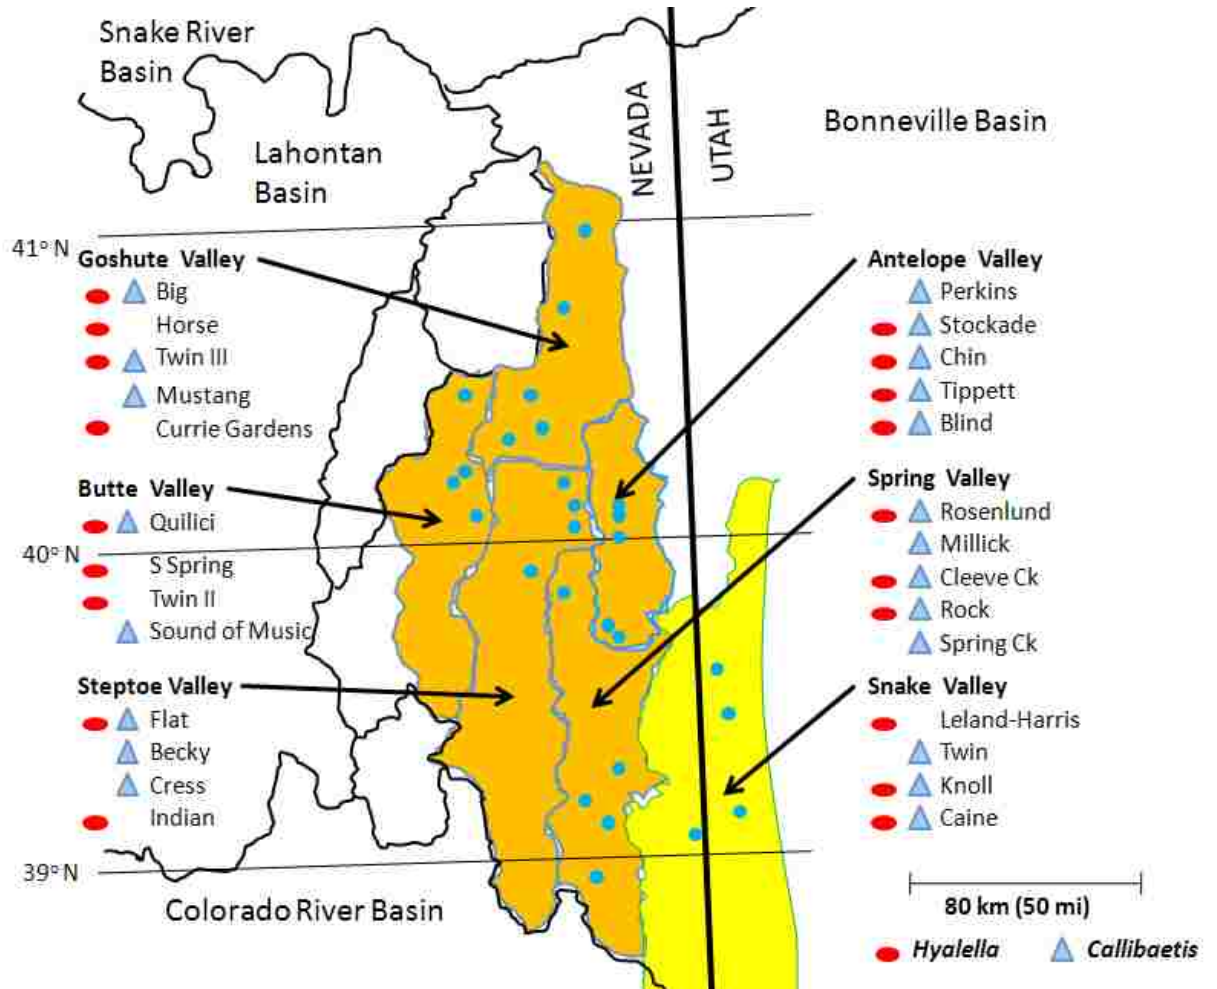 Snake River
Basin
Lahontan
Basin
NEVADA
UTAH
Bonneville Basin
41° N
Goshute Valley
Big
Horse
Twin III
Mustang
Currie Gardens
Butte Valley
Quilici
40° N
S Spring
Twin II
Sound of Music
Steptoe Valley
Flat
Becky
Cress
Indian
39° N
Colorado River Basin
Antelope Valley
Perkins
Stockade
Chin
Tippett
Blind
Spring Valley
Rosenlund
Millick
Cleeve Ck
Rock
Spring Ck
Snake Valley
Leland-Harris
Twin
Knoll
Caine
80 km (50 mi)
Hyalella
Callibaetis